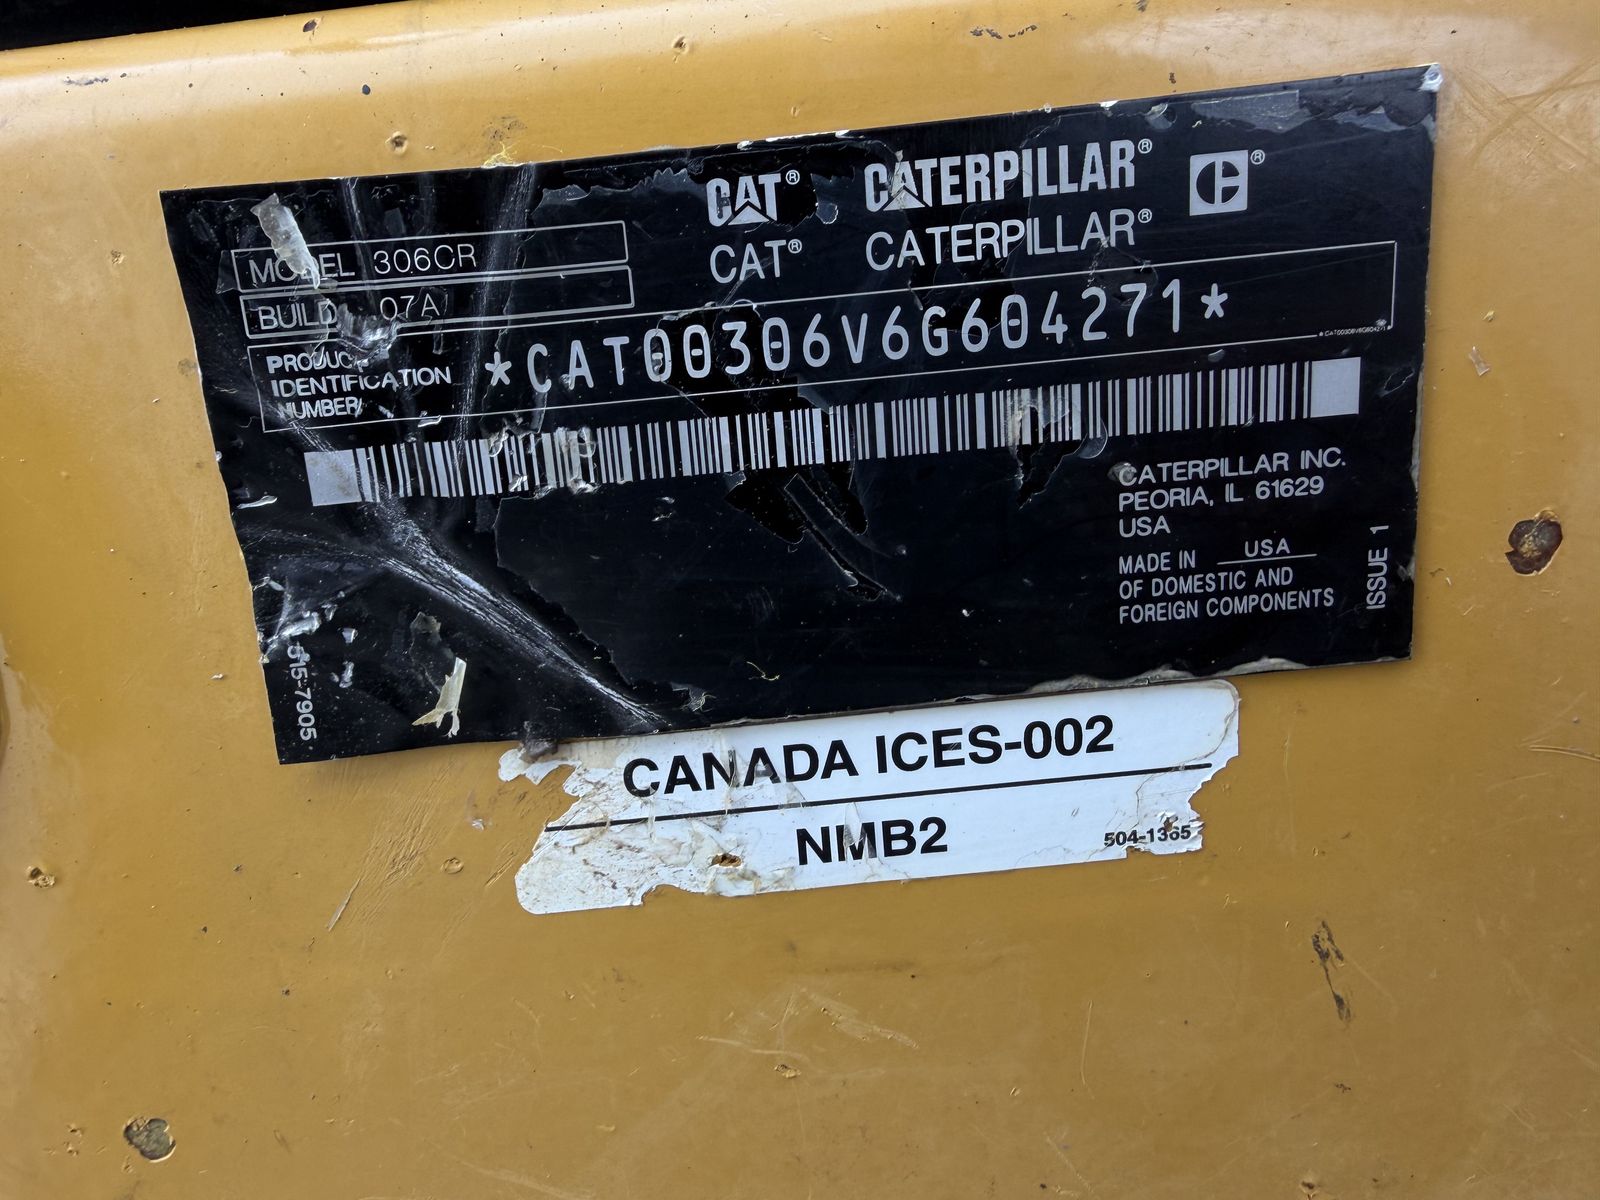 CAT® CATERPILLAR® C®
CAT® CATERPILLAR®
MODEL 306CR
BUILD 07A
PRODUCT
IDENTIFICATION
NUMBER
*CAT00306V6G604271*
*CAT00306V6G604271*
CATERPILLAR INC.
PEORIA, IL 61629
USA
MADE IN USA
OF DOMESTIC AND
FOREIGN COMPONENTS
ISSUE 1
515-7905
CANADA ICES-002
NMB2
504-1365